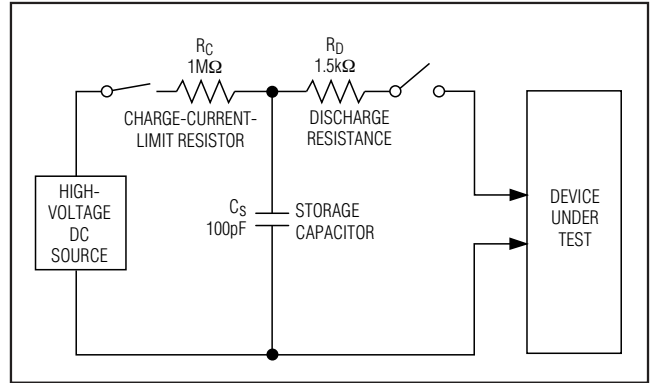 R_C
1MΩ
R_D
1.5kΩ
CHARGE-CURRENT-
LIMIT RESISTOR
DISCHARGE
RESISTANCE
HIGH-
VOLTAGE
DC
SOURCE
C_S
100pF
STORAGE
CAPACITOR
DEVICE
UNDER
TEST